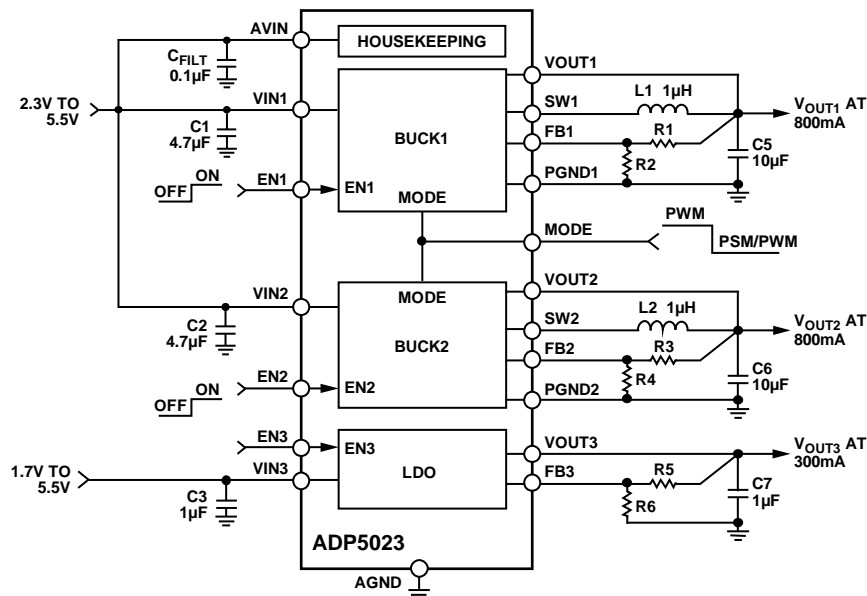 AVIN
HOUSEKEEPING
CFILT
0.1µF
VOUT1
L1 1µH
2.3V TO
5.5V
VIN1
SW1
VOUT1 AT
800mA
C1
4.7µF
BUCK1
FB1
R1
R2
C5
10µF
OFF
ON
EN1
EN1
PGND1
MODE
MODE
PWM
PSM/PWM
VIN2
MODE
VOUT2
L2 1µH
C2
4.7µF
BUCK2
SW2
VOUT2 AT
800mA
FB2
R3
R4
C6
10µF
EN2
EN2
PGND2
OFF
ON
EN3
EN3
VOUT3
VOUT3 AT
300mA
1.7V TO
5.5V
VIN3
LDO
FB3
R5
R6
C3
1µF
C7
1µF
ADP5023
AGND